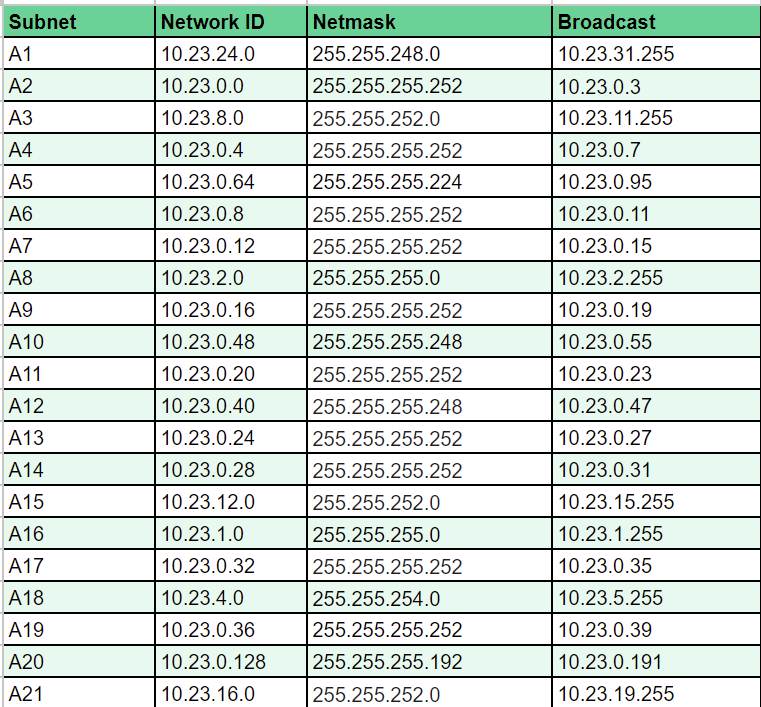 Subnet Network ID Netmask Broadcast
A1 10.23.24.0 255.255.248.0 10.23.31.255
A2 10.23.0.0 255.255.255.252 10.23.0.3
A3 10.23.8.0 255.255.252.0 10.23.11.255
A4 10.23.0.4 255.255.255.252 10.23.0.7
A5 10.23.0.64 255.255.255.224 10.23.0.95
A6 10.23.0.8 255.255.255.252 10.23.0.11
A7 10.23.0.12 255.255.255.252 10.23.0.15
A8 10.23.2.0 255.255.255.0 10.23.2.255
A9 10.23.0.16 255.255.255.252 10.23.0.19
A10 10.23.0.48 255.255.255.248 10.23.0.55
A11 10.23.0.20 255.255.255.252 10.23.0.23
A12 10.23.0.40 255.255.255.248 10.23.0.47
A13 10.23.0.24 255.255.255.252 10.23.0.27
A14 10.23.0.28 255.255.255.252 10.23.0.31
A15 10.23.12.0 255.255.252.0 10.23.15.255
A16 10.23.1.0 255.255.255.0 10.23.1.255
A17 10.23.0.32 255.255.255.252 10.23.0.35
A18 10.23.4.0 255.255.254.0 10.23.5.255
A19 10.23.0.36 255.255.255.252 10.23.0.39
A20 10.23.0.128 255.255.255.192 10.23.0.191
A21 10.23.16.0 255.255.252.0 10.23.19.255